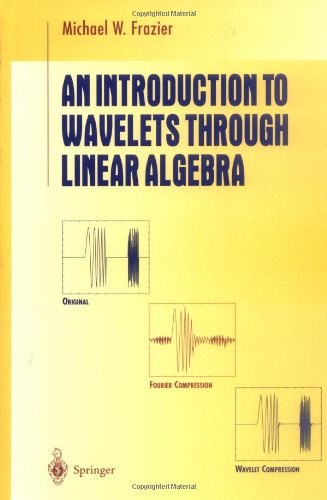 Michael W. Frazier
AN INTRODUCTION TO
WAVELETS THROUGH
LINEAR ALGEBRA
ORIGINAL
FOURIER COMPRESSION
WAVELET COMPRESSION
Springer